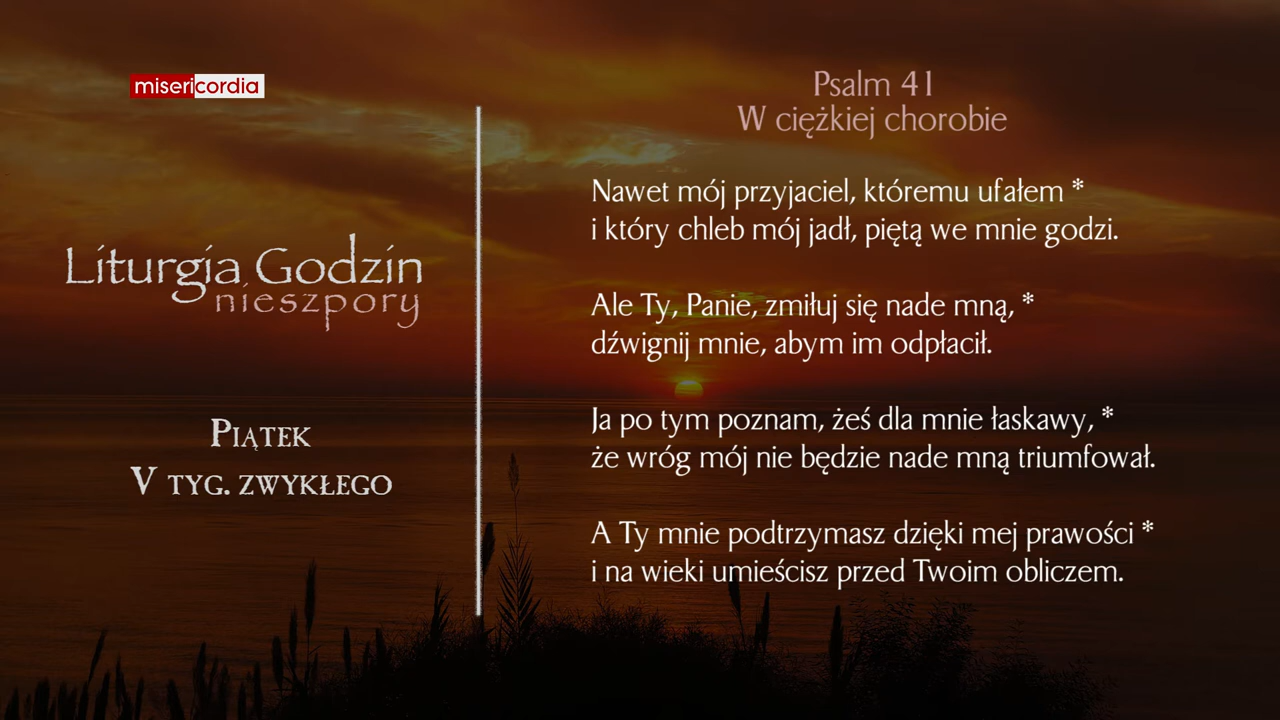 misericordia
Liturgia Godzin
nieszpory
Piątek
V tyg. zwykłego
Psalm 41
W ciężkiej chorobie
Nawet mój przyjaciel, któremu ufałem *
i który chleb mój jadł, piętą we mnie godzi.
Ale Ty, Panie, zmiłuj się nade mną, *
dźwignij mnie, abym im odpłacił.
Ja po tym poznam, żeś dla mnie łaskawy, *
że wróg mój nie będzie nade mną triumfował.
A Ty mnie podtrzymasz dzięki mej prawości *
i na wieki umieścisz przed Twoim obliczem.